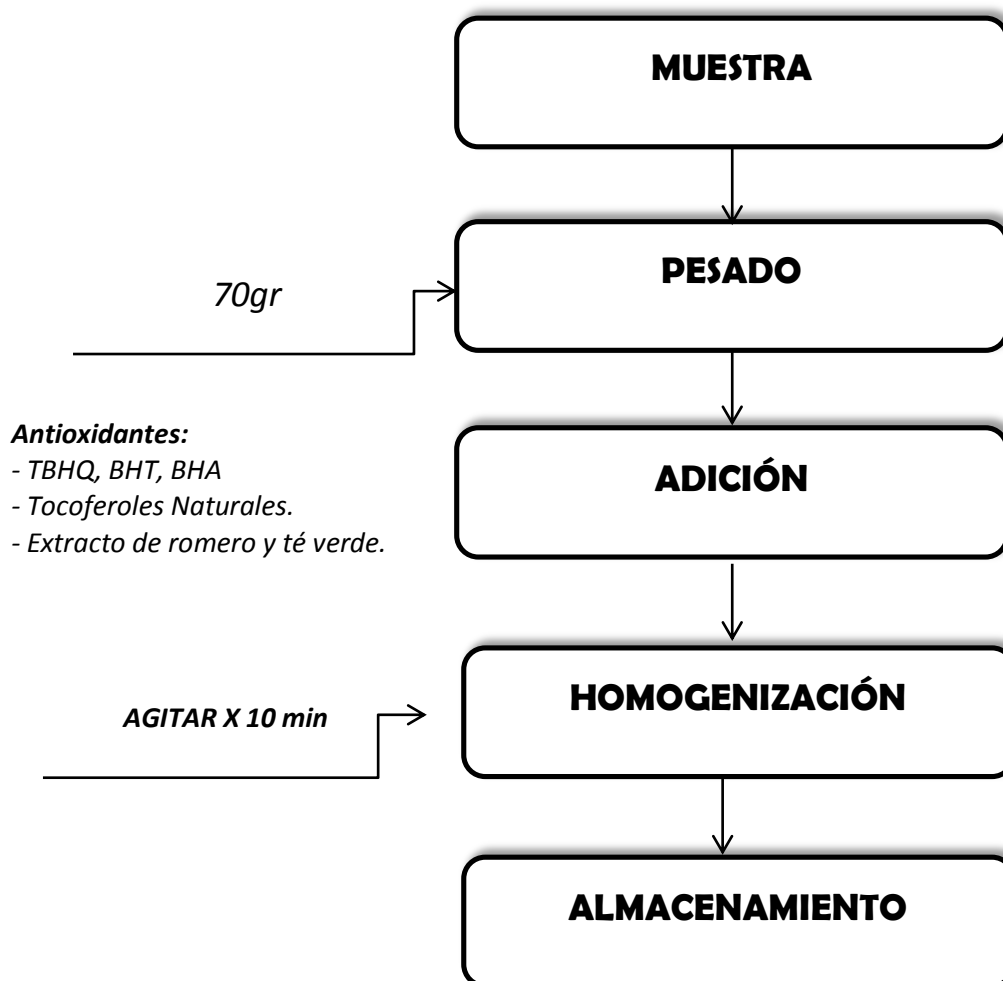 MUESTRA
PESADO
70gr
Antioxidantes:
- TBHQ, BHT, BHA
- Tocoferoles Naturales.
- Extracto de romero y té verde.
ADICIÓN
HOMOGENIZACIÓN
AGITAR X 10 min
ALMACENAMIENTO